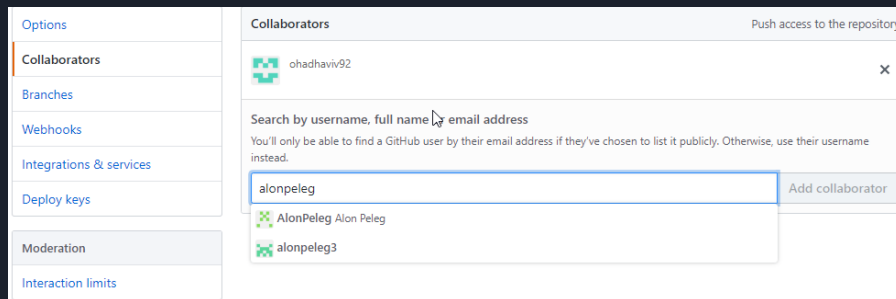 Options
Collaborators
Branches
Webhooks
Integrations & services
Deploy keys
Moderation
Interaction limits
Collaborators
Push access to the repository
ohadhaviv92
Search by username, full name or email address
You'll only be able to find a GitHub user by their email address if they've chosen to list it publicly. Otherwise, use their username
instead.
alonpeleg
Add collaborator
AlonPeleg Alon Peleg
alonpeleg3